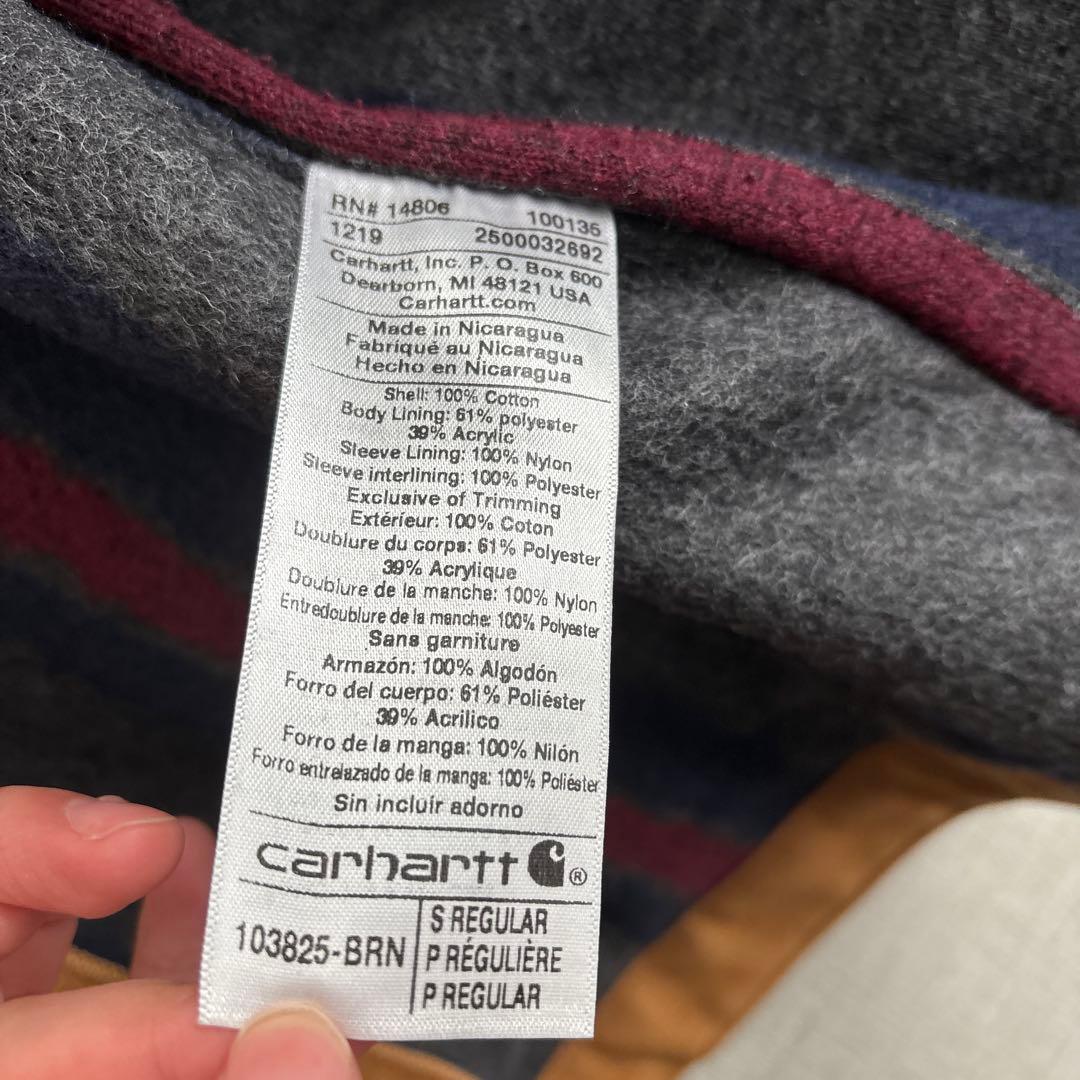 RN# 14806 100135
1219 2500032692
Carhartt, Inc. P. O. Box 600
Dearborn, MI 48121 USA
Carhartt.com
Made in Nicaragua
Fabriqué au Nicaragua
Hecho en Nicaragua
Shell: 100% Cotton
Body Lining: 61% polyester
39% Acrylic
Sleeve Lining: 100% Nylon
Sleeve interlining: 100% Polyester
Exclusive of Trimming
Extérieur: 100% Coton
Doublure du corps: 61% Polyester
39% Acrylique
Doublure de la manche: 100% Nylon
Entredoublure de la manche: 100% Polyester
Sans garniture
Armazón: 100% Algodón
Forro del cuerpo: 61% Poliéster
39% Acrilico
Forro de la manga: 100% Nilón
Forro entrelazado de la manga: 100% Poliéster
Sin incluir adorno
carhartt ®
103825-BRN
S REGULAR
P RÉGULIÈRE
P REGULAR